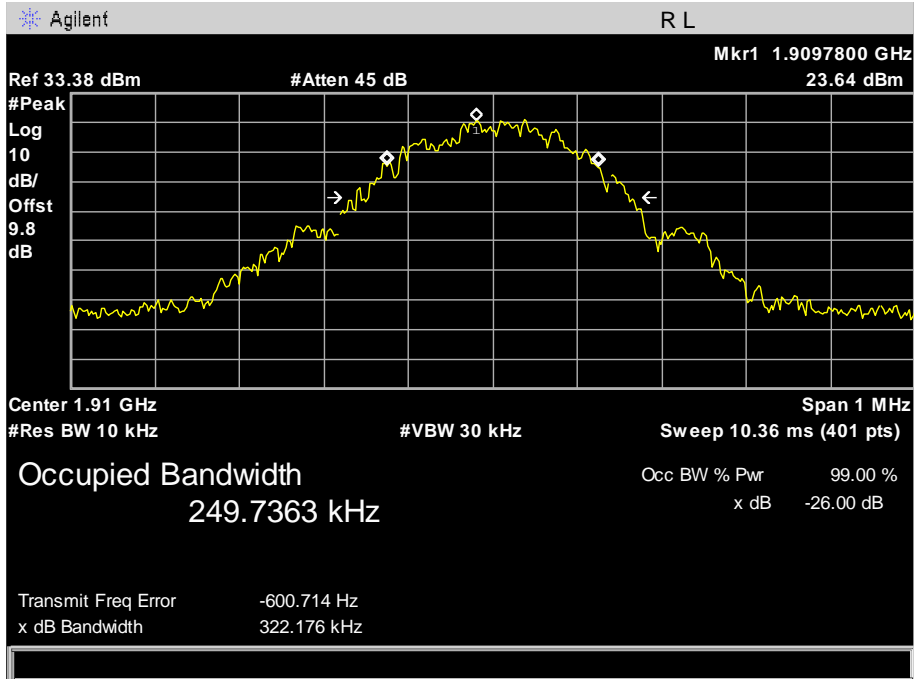 Agilent R L
Mkr1 1.9097800 GHz
Ref 33.38 dBm #Atten 45 dB 23.64 dBm
#Peak
Log
10
dB/
Offst
9.8
dB
1
Center 1.91 GHz Span 1 MHz
#Res BW 10 kHz #VBW 30 kHz Sweep 10.36 ms (401 pts)
Occupied Bandwidth Occ BW % Pwr 99.00 %
249.7363 kHz x dB -26.00 dB
Transmit Freq Error -600.714 Hz
x dB Bandwidth 322.176 kHz